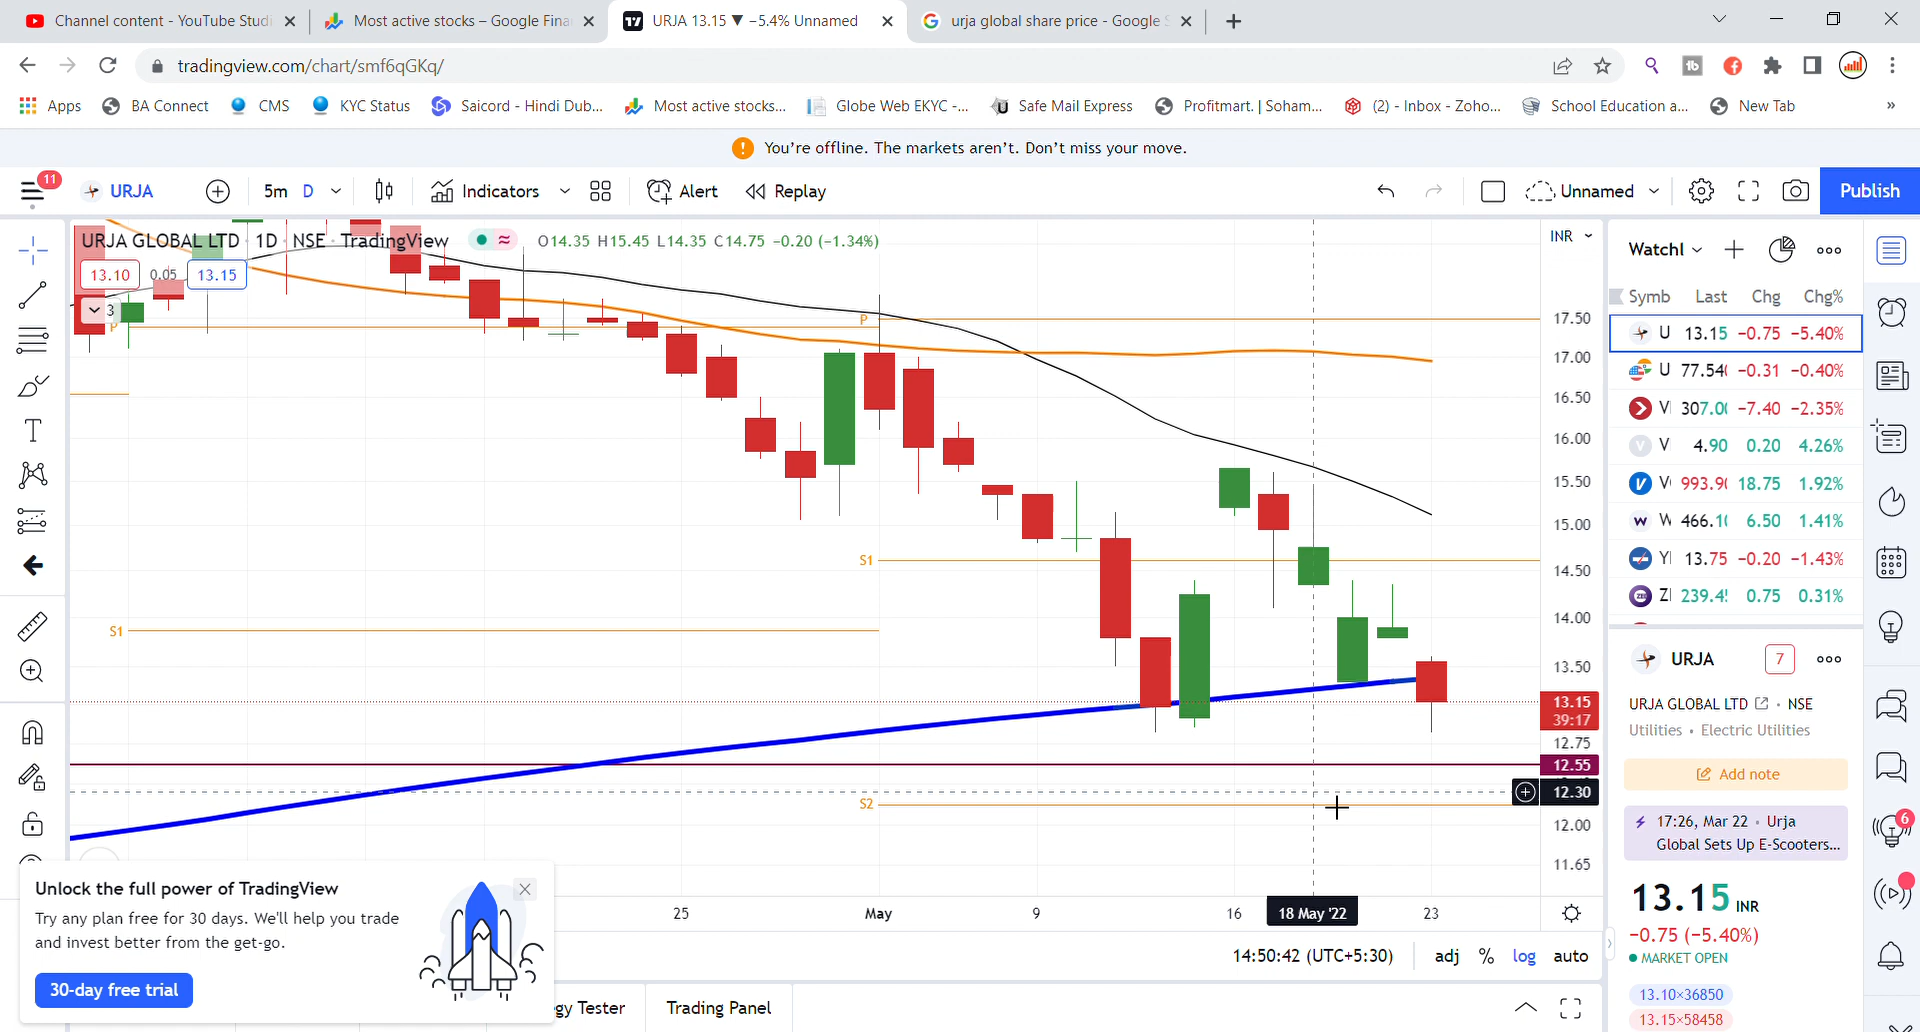 Channel content - YouTube Studi
Most active stocks – Google Fina
URJA 13.15 ▼ −5.4% Unnamed
urja global share price - Google S
tradingview.com/chart/smf6qGKq/
Apps
BA Connect
CMS
KYC Status
Saicord - Hindi Dub...
Most active stocks...
Globe Web EKYC -...
Safe Mail Express
Profitmart. | Soham...
(2) - Inbox - Zoho...
School Education a...
New Tab
»
You're offline. The markets aren't. Don't miss your move.
11
URJA
5m
D
Indicators
Alert
Replay
Unnamed
Publish
URJA GLOBAL LTD · 1D · NSE · TradingView
O14.35 H15.45 L14.35 C14.75 −0.20 (−1.34%)
13.10
0.05
13.15
3
P
P
S1
S1
S2
INR
17.50
17.00
16.50
16.00
15.50
15.00
14.50
14.00
13.50
13.15
39:17
12.75
12.55
12.30
12.00
11.65
25
May
9
16
18 May '22
23
14:50:42 (UTC+5:30)
adj
%
log
auto
Unlock the full power of TradingView
Try any plan free for 30 days. We'll help you trade
and invest better from the get-go.
30-day free trial
gy Tester
Trading Panel
Watchl
Symb Last Chg Chg%
U 13.15 −0.75 −5.40%
U 77.540 −0.31 −0.40%
VI 307.00 −7.40 −2.35%
V 4.90 0.20 4.26%
V 993.90 18.75 1.92%
W 466.10 6.50 1.41%
YI 13.75 −0.20 −1.43%
ZI 239.45 0.75 0.31%
URJA
7
URJA GLOBAL LTD · NSE
Utilities • Electric Utilities
Add note
17:26, Mar 22 · Urja
Global Sets Up E-Scooters...
13.15 INR
−0.75 (−5.40%)
MARKET OPEN
13.10×36850
13.15×58458
6